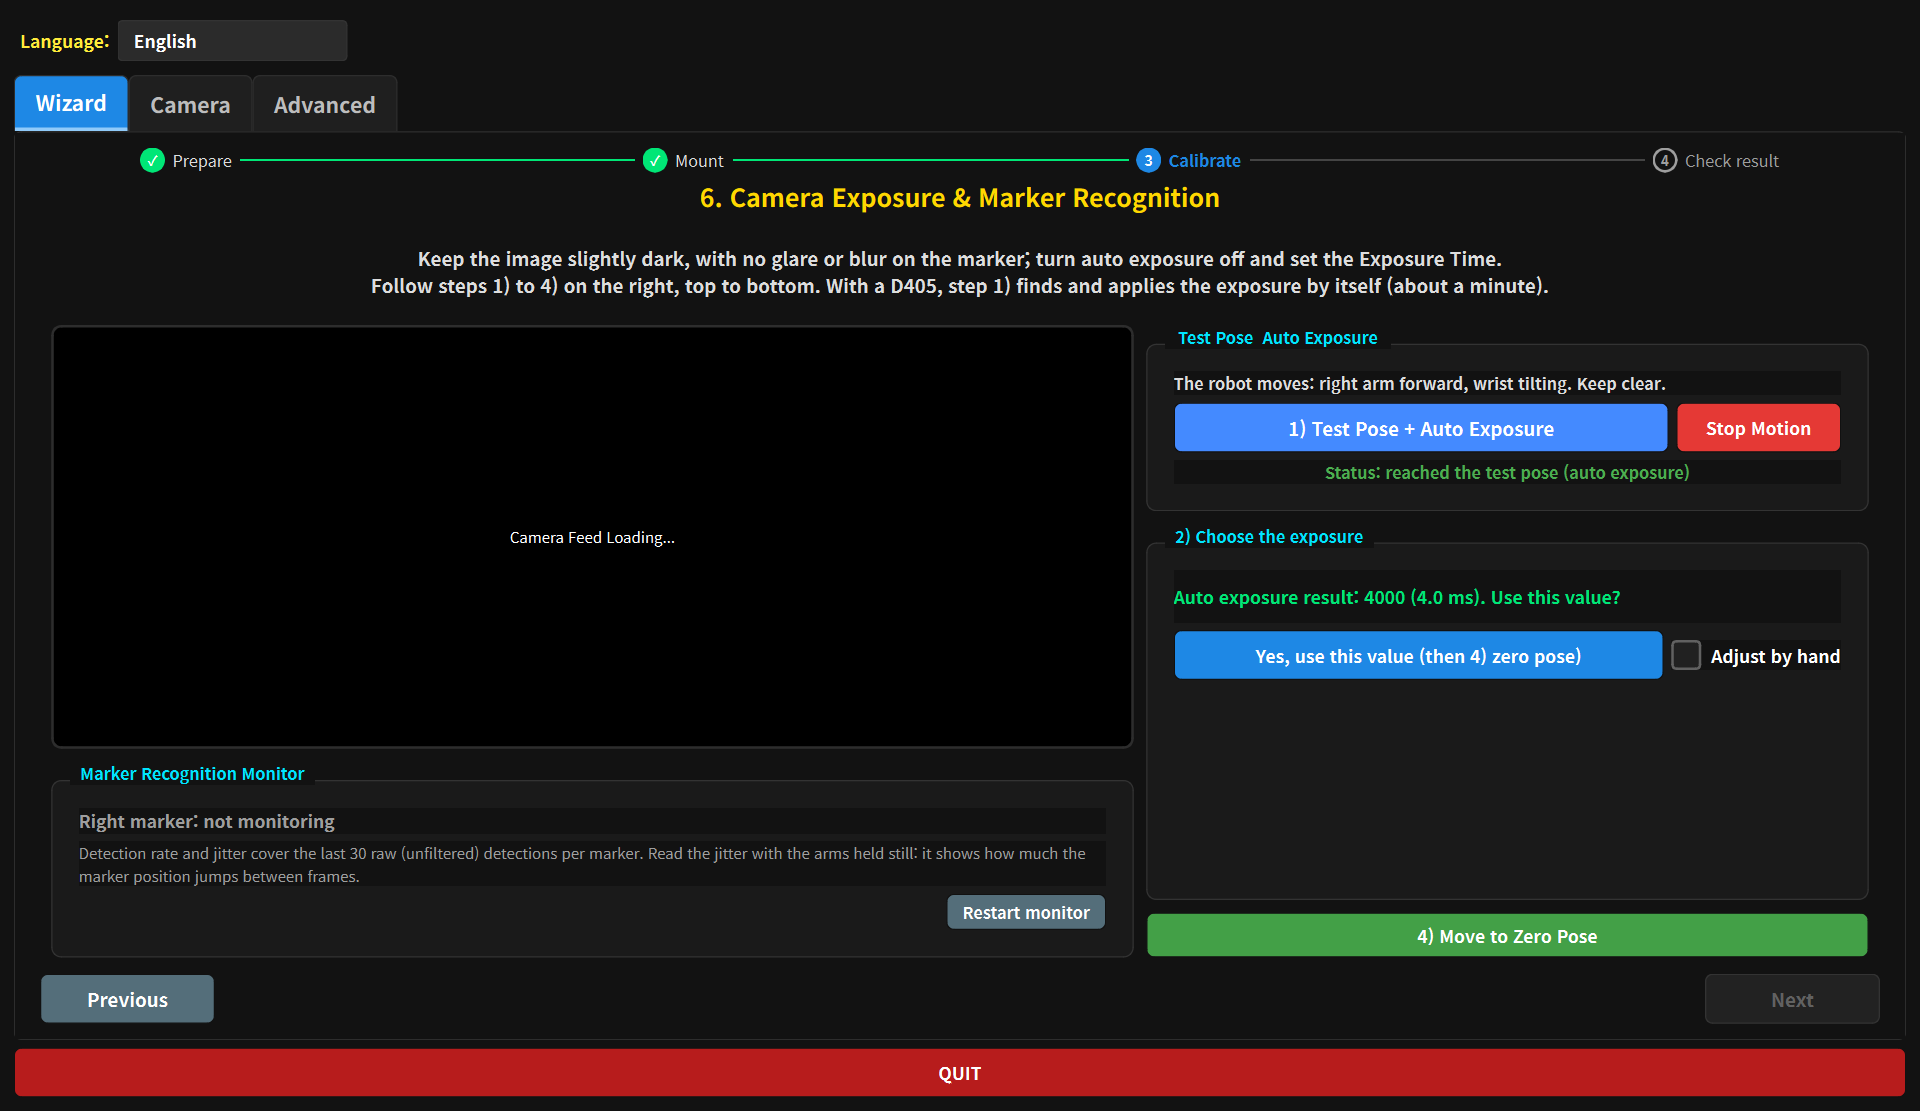 Language: English
Wizard Camera Advanced
✓ Prepare ✓ Mount 3 Calibrate 4 Check result
6. Camera Exposure & Marker Recognition
Keep the image slightly dark, with no glare or blur on the marker; turn auto exposure off and set the Exposure Time.
Follow steps 1) to 4) on the right, top to bottom. With a D405, step 1) finds and applies the exposure by itself (about a minute).
Camera Feed Loading...
Marker Recognition Monitor
Right marker: not monitoring
Detection rate and jitter cover the last 30 raw (unfiltered) detections per marker. Read the jitter with the arms held still: it shows how much the
marker position jumps between frames.
Restart monitor
Test Pose Auto Exposure
The robot moves: right arm forward, wrist tilting. Keep clear.
1) Test Pose + Auto Exposure Stop Motion
Status: reached the test pose (auto exposure)
2) Choose the exposure
Auto exposure result: 4000 (4.0 ms). Use this value?
Yes, use this value (then 4) zero pose) Adjust by hand
4) Move to Zero Pose
Previous Next
QUIT